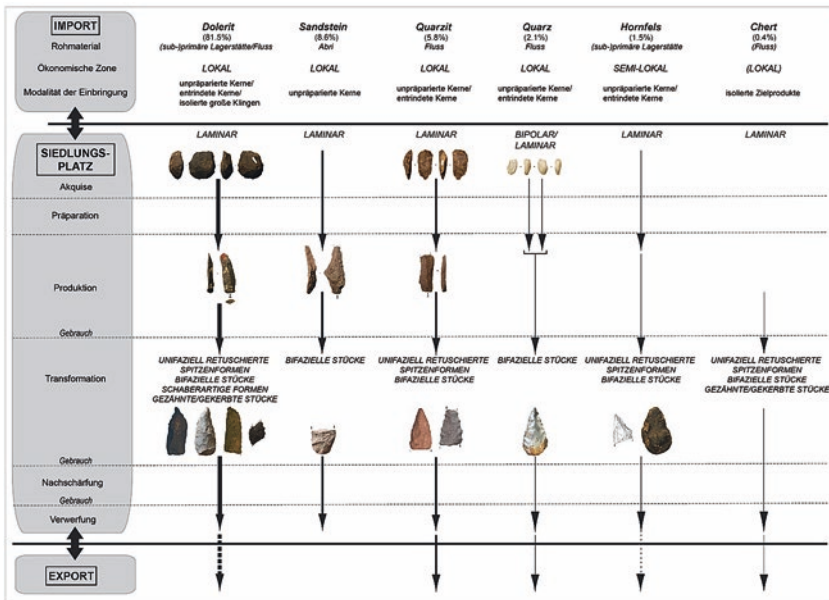 IMPORT
Rohmaterial
Ökonomische Zone
Modalität der Einbringung
Dolerit
(81.5%)
(sub-)primäre Lagerstätte/Fluss
LOKAL
unpräparierte Kerne/
entrindete Kerne/
isolierte große Klingen
Sandstein
(8.6%)
Abri
LOKAL
unpräparierte Kerne
Quarzit
(5.8%)
Fluss
LOKAL
unpräparierte Kerne/
entrindete Kerne
Quarz
(2.1%)
Fluss
LOKAL
unpräparierte Kerne/
entrindete Kerne
Hornfels
(1.5%)
(sub-)primäre Lagerstätte
SEMI-LOKAL
unpräparierte Kerne/
entrindete Kerne
Chert
(0.4%)
(Fluss)
(LOKAL)
isolierte Zielprodukte
LAMINAR
LAMINAR
LAMINAR
BIPOLAR/
LAMINAR
LAMINAR
LAMINAR
SIEDLUNGS-
PLATZ
Akquise
Präparation
Produktion
Gebrauch
Transformation
UNIFAZIELL RETUSCHIERTE
SPITZENFORMEN
BIFAZIELLE STÜCKE
SCHABERARTIGE FORMEN
GEZÄHNTE/GEKERBTE STÜCKE
BIFAZIELLE STÜCKE
UNIFAZIELL RETUSCHIERTE
SPITZENFORMEN
BIFAZIELLE STÜCKE
BIFAZIELLE STÜCKE
UNIFAZIELL RETUSCHIERTE
SPITZENFORMEN
BIFAZIELLE STÜCKE
UNIFAZIELL RETUSCHIERTE
SPITZENFORMEN
BIFAZIELLE STÜCKE
GEZÄHNTE/GEKERBTE STÜCKE
Gebrauch
Nachschärfung
Gebrauch
Verwerfung
EXPORT